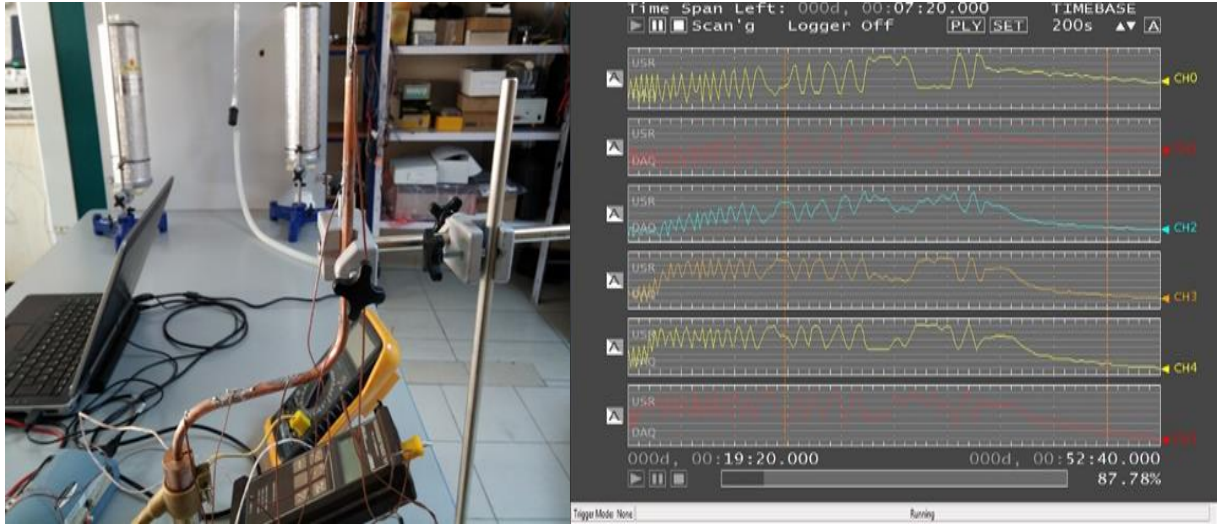 Time Span Left: 000d, 00:07:20.000 TIMEBASE
Scan'g Logger Off PLY SET 200s A
A USR CH0
A USR DAQ
A USR DAQ CH2
A USR DAQ CH3
A USR CH4
A USR DAQ
000d, 00:19:20.000 000d, 00:52:40.000
87.78%
Trigger Mode: None Running